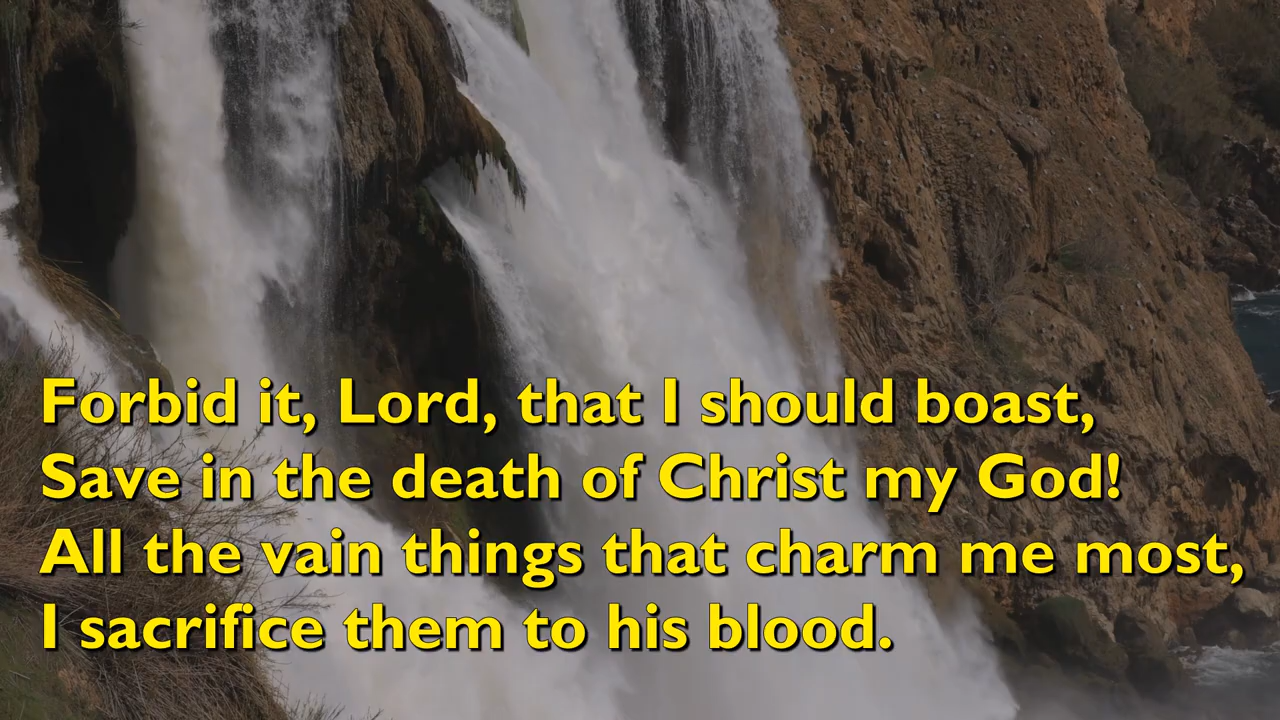 Forbid it, Lord, that I should boast,
Save in the death of Christ my God!
All the vain things that charm me most,
I sacrifice them to his blood.